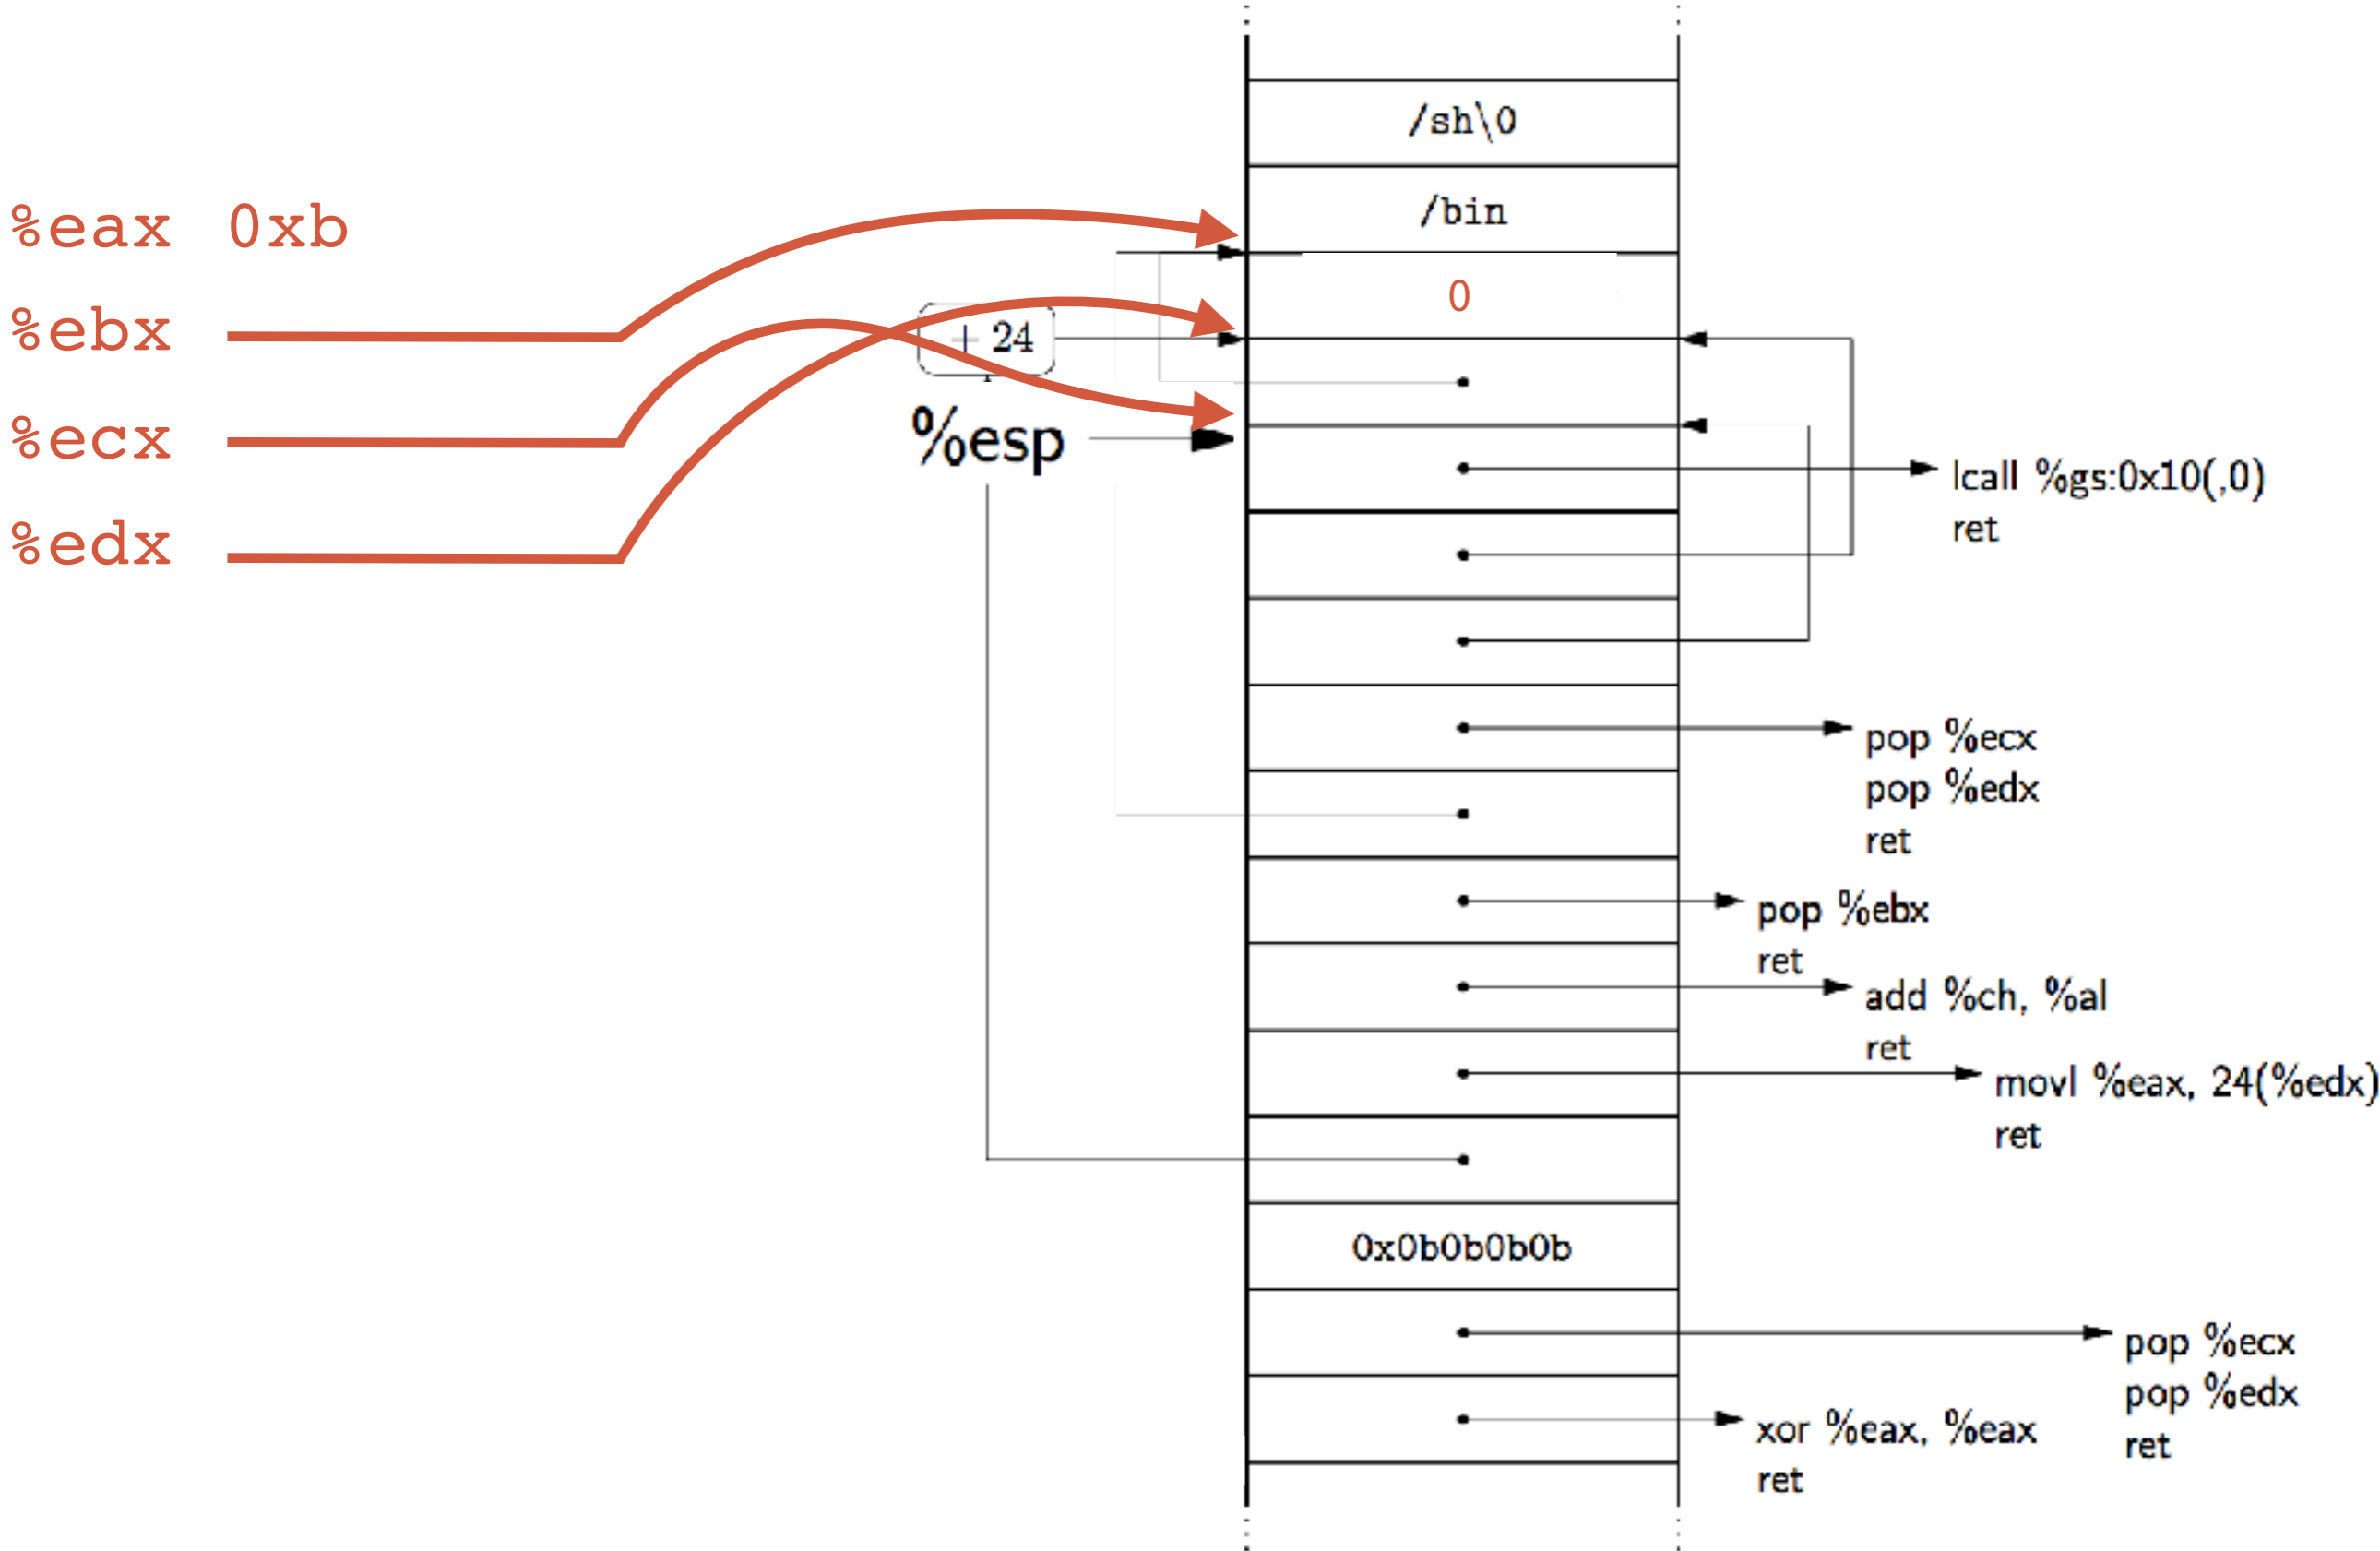 /sh\0
/bin
%eax 0xb
0
%ebx
+ 24
%ecx
%esp
lcall %gs:0x10(,0)
ret
%edx
pop %ecx
pop %edx
ret
pop %ebx
ret
add %ch, %al
ret
movl %eax, 24(%edx)
ret
0x0b0b0b0b
pop %ecx
pop %edx
ret
xor %eax, %eax
ret